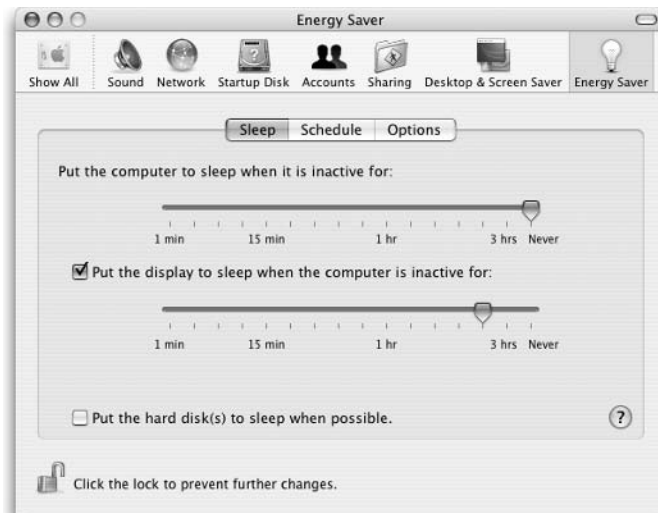 Energy Saver
Show All Sound Network Startup Disk Accounts Sharing Desktop & Screen Saver Energy Saver
Sleep Schedule Options
Put the computer to sleep when it is inactive for:
1 min 15 min 1 hr 3 hrs Never
Put the display to sleep when the computer is inactive for:
1 min 15 min 1 hr 3 hrs Never
Put the hard disk(s) to sleep when possible. ?
Click the lock to prevent further changes.